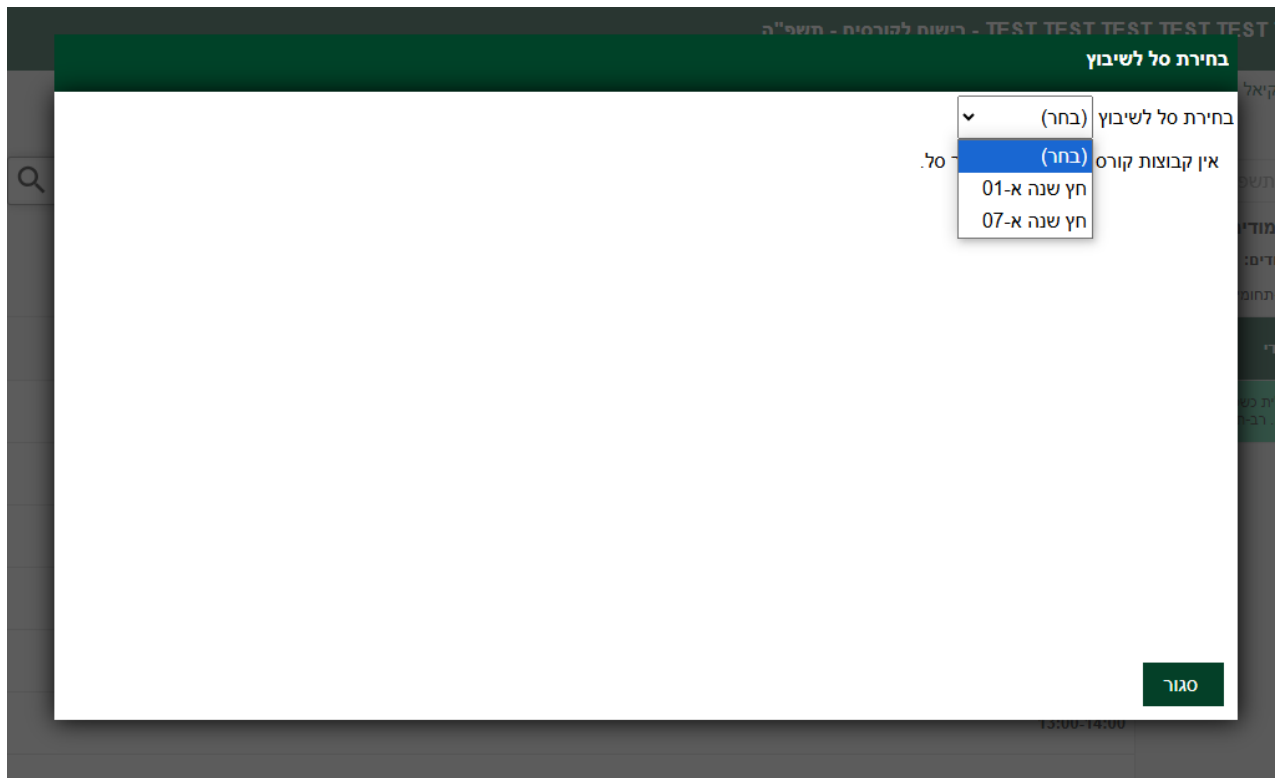 TEST TEST TEST TEST TEST - רישום לקורסים - תשפ"ה
בחירת סל לשיבוץ
בחירת סל לשיבוץ (בחר)
(בחר)
חץ שנה א-01
חץ שנה א-07
אין קבוצות קורס סל.
סגור
13:00-14:00